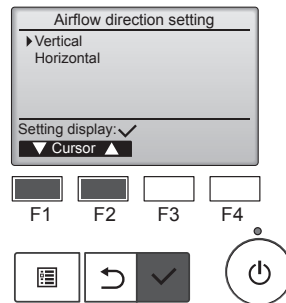 Airflow direction setting
Vertical
Horizontal
Setting display:✓
▼ Cursor ▲
F1 F2 F3 F4